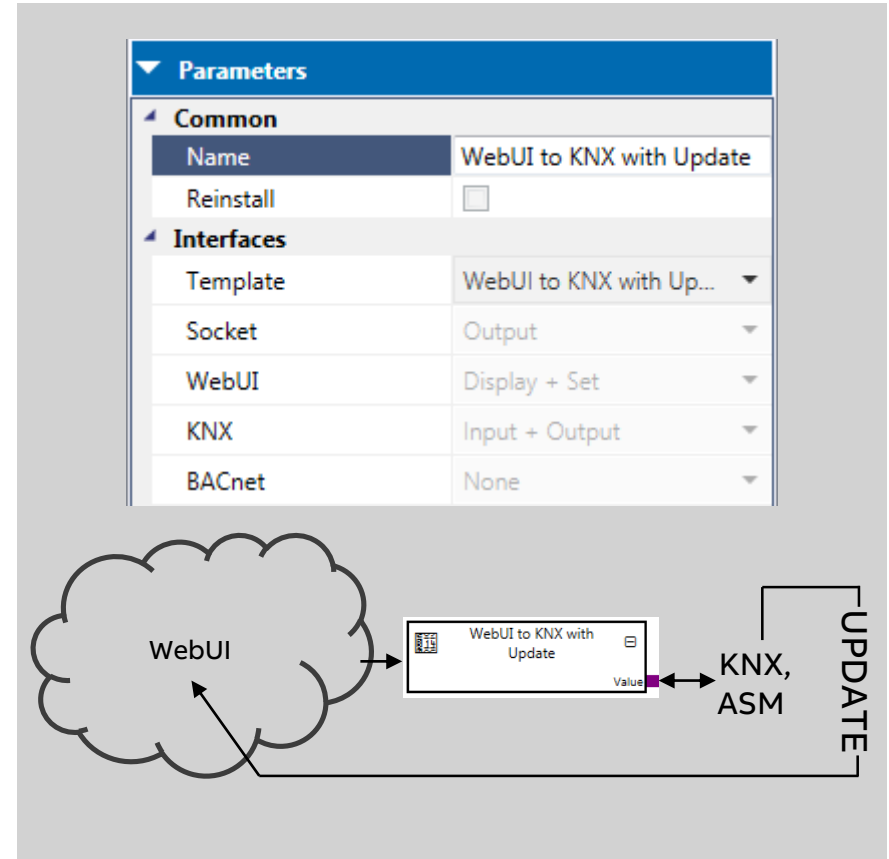 Parameters
Common
Name WebUI to KNX with Update
Reinstall
Interfaces
Template WebUI to KNX with Up...
Socket Output
WebUI Display + Set
KNX Input + Output
BACnet None
WebUI
WebUI to KNX with
Update
Value
KNX,
ASM
UPDATE